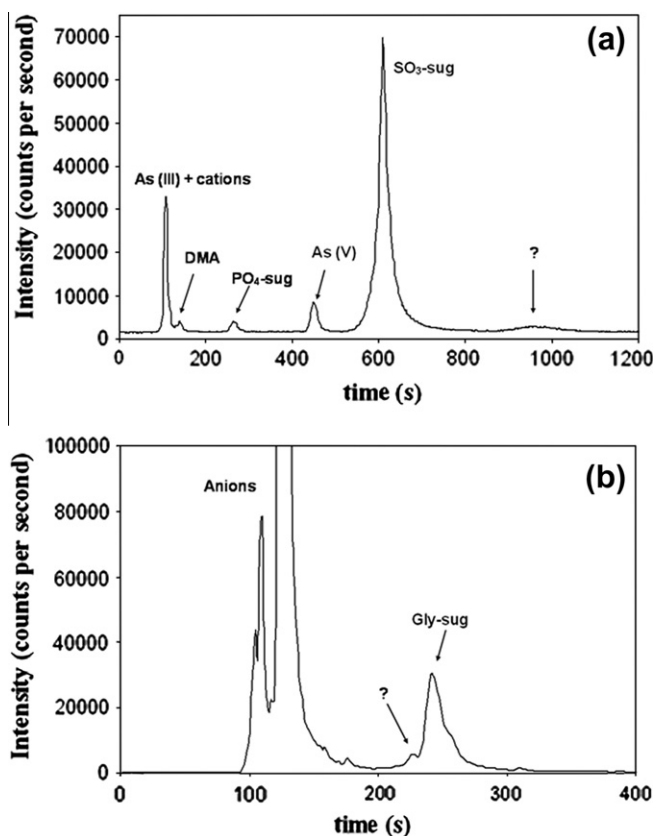 (a)
Intensity (counts per second)
70000
60000
50000
40000
30000
20000
10000
0
As (III) + cations
DMA
PO₄-sug
As (V)
SO₃-sug
?
0 200 400 600 800 1000 1200
time (s)
(b)
Intensity (counts per second)
100000
80000
60000
40000
20000
0
Anions
?
Gly-sug
0 100 200 300 400
time (s)